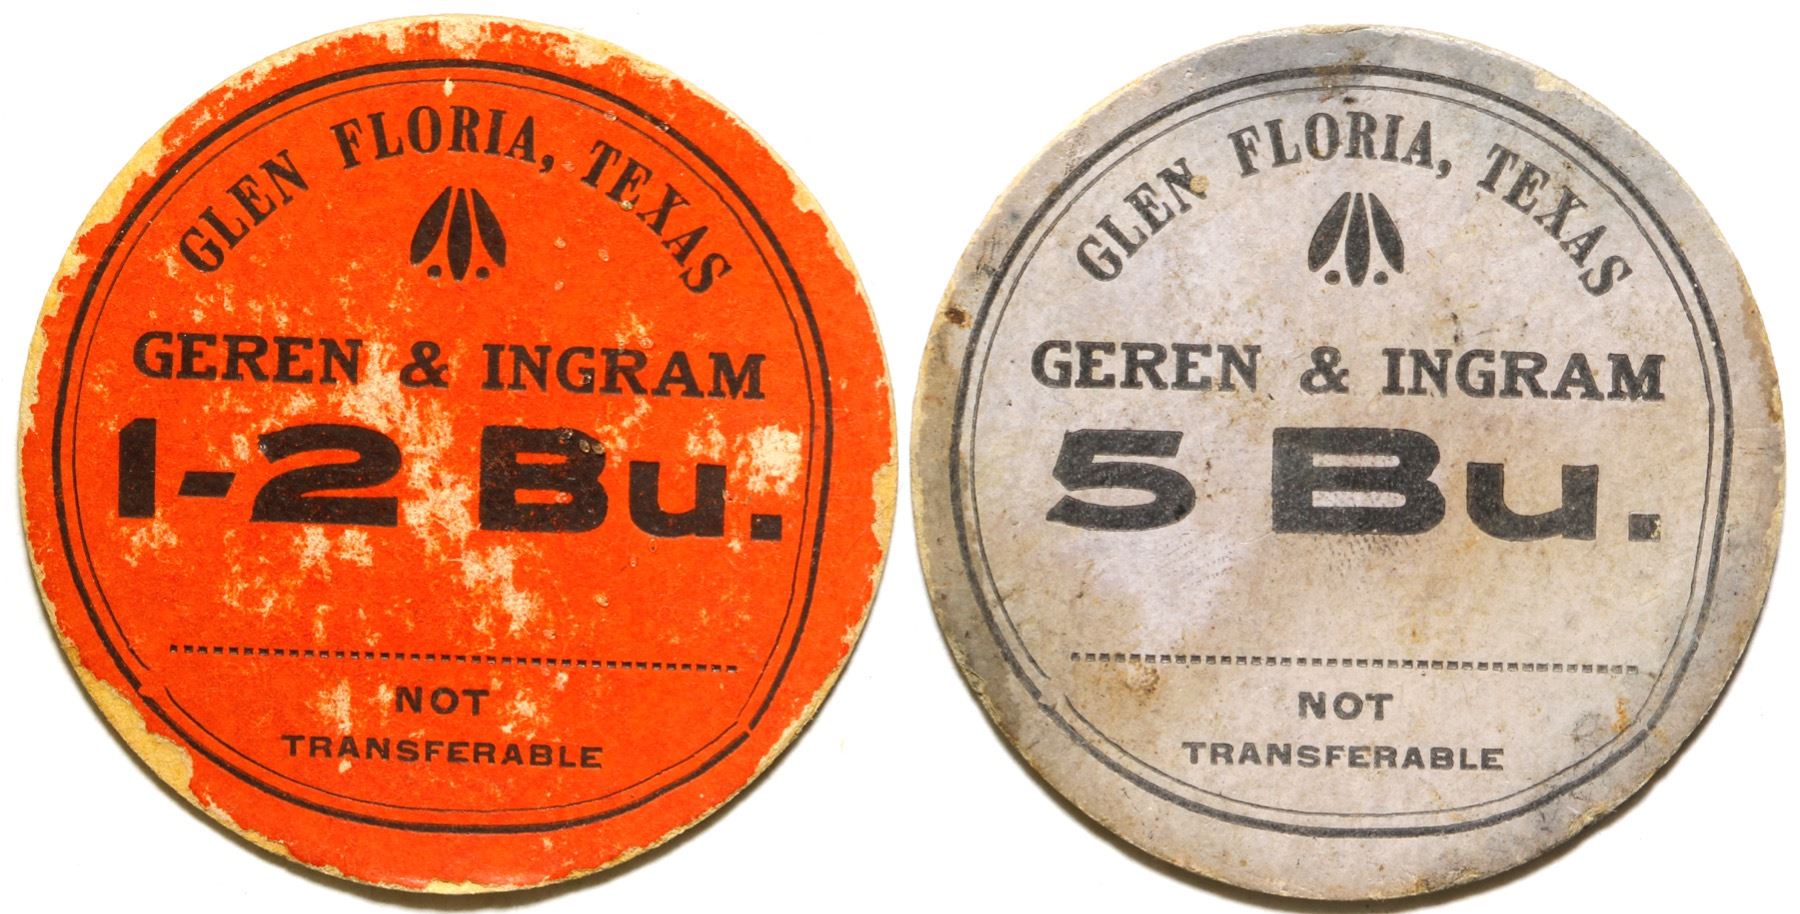 GLEN FLORIA, TEXAS
GEREN & INGRAM
1-2 Bu.
NOT
TRANSFERABLE
GLEN FLORIA, TEXAS
GEREN & INGRAM
5 Bu.
NOT
TRANSFERABLE